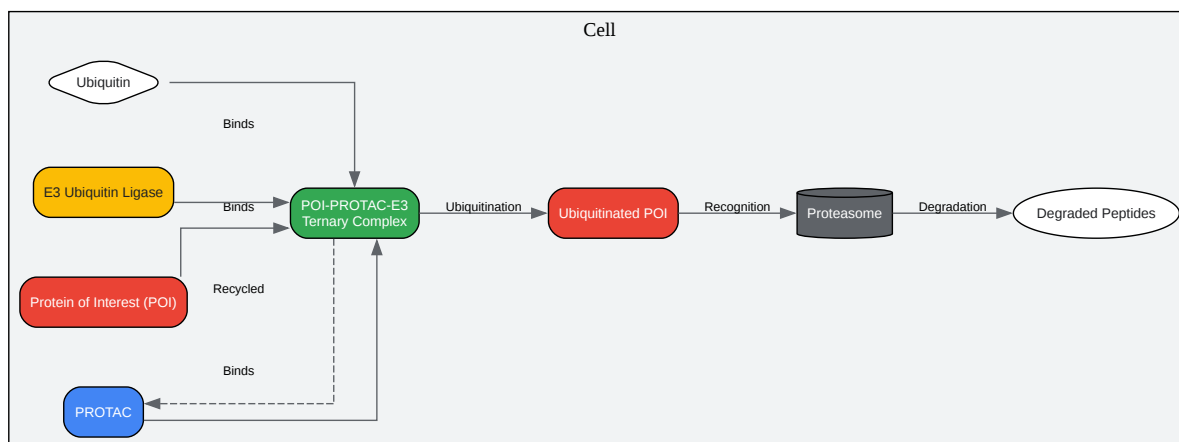 Cell
Ubiquitin
Binds
E3 Ubiquitin Ligase
Binds
POI-PROTAC-E3
Ternary Complex
Ubiquitination
Ubiquitinated POI
Recognition
Proteasome
Degradation
Degraded Peptides
Recycled
Protein of Interest (POI)
Binds
PROTAC